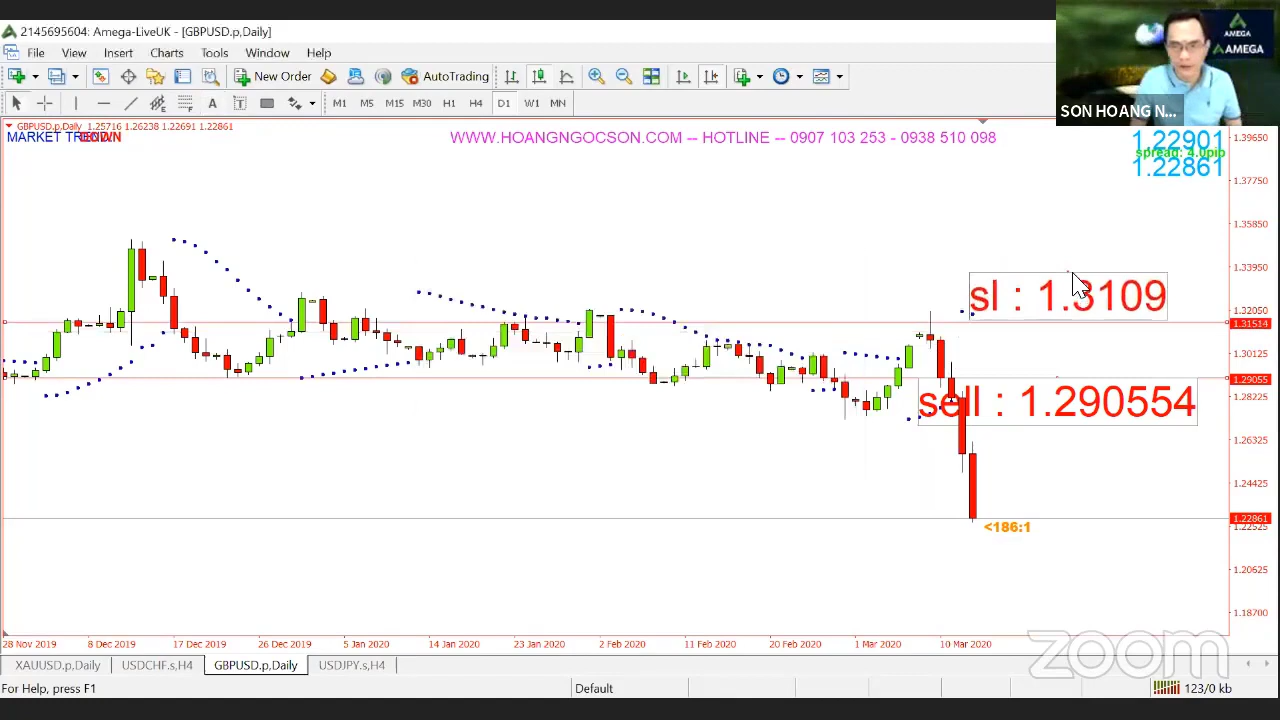 2145695604: Amega-LiveUK - [GBPUSD.p,Daily]
File View Insert Charts Tools Window Help
New Order AutoTrading
A T M1 M5 M15 M30 H1 H4 D1 W1 MN
AMEGA
AMEGA
SON HOANG N...
GBPUSD.p,Daily 1.25716 1.26238 1.22691 1.22861
MARKET TREND:
WWW.HOANGNGOCSON.COM -- HOTLINE -- 0907 103 253 - 0938 510 098
1.22901
spread: 4.0pip
1.22861
1.39650
1.37750
1.35850
1.33950
1.32050
1.31514
1.30125
1.29055
1.28225
1.26325
1.24425
1.22861
1.22525
1.20625
1.18700
sl : 1.3109
sell : 1.290554
<186:1
28 Nov 2019 8 Dec 2019 17 Dec 2019 26 Dec 2019 5 Jan 2020 14 Jan 2020 23 Jan 2020 2 Feb 2020 11 Feb 2020 20 Feb 2020 1 Mar 2020 10 Mar 2020
zoom
XAUUSD.p,Daily USDCHF.s,H4 GBPUSD.p,Daily USDJPY.s,H4
For Help, press F1 Default 123/0 kb